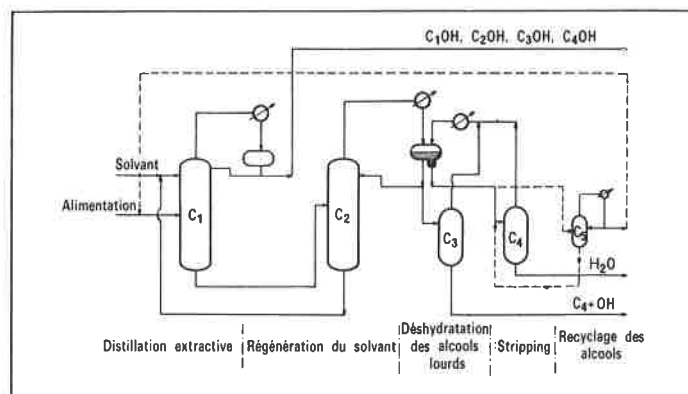 C₁OH, C₂OH, C₃OH, C₄OH
Solvant
Alimentation
C₁
C₂
C₃
C₄
C₅
H₂O
C₄+OH
Distillation extractive
Régénération du solvant
Déshydratation
des alcools
lourds
Stripping
Recyclage des
alcools